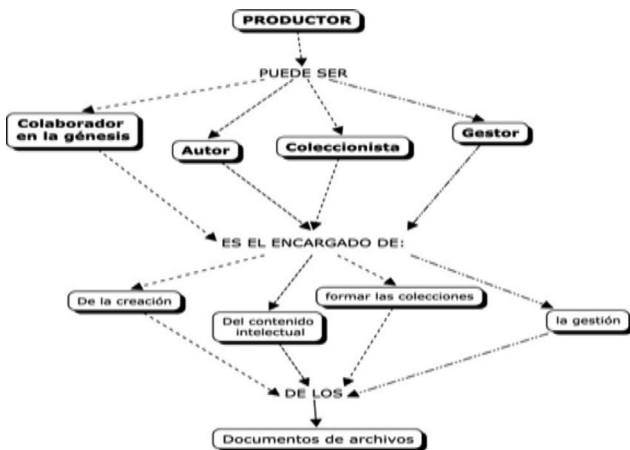 PRODUCTOR
PUEDE SER
Colaborador
en la génesis
Autor
Coleccionista
Gestor
ES EL ENCARGADO DE:
De la creación
Del contenido
intelectual
formar las colecciones
la gestión
DE LOS
Documentos de archivos